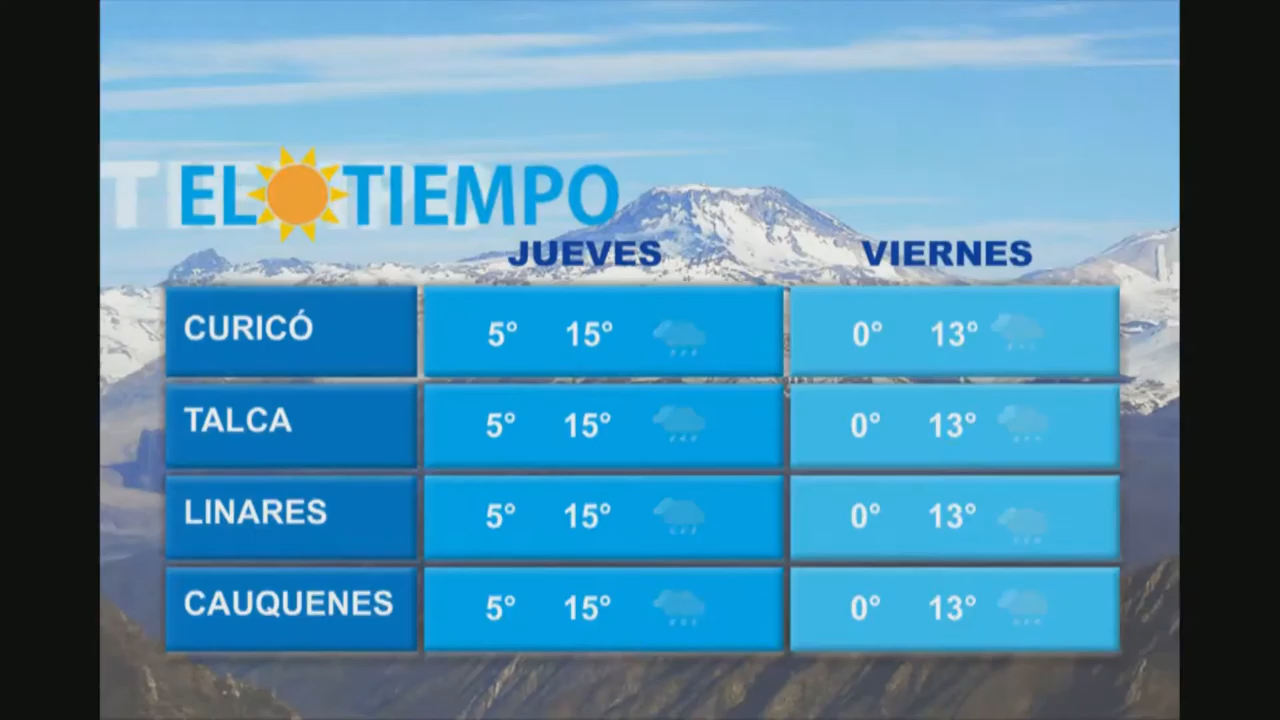 EL TIEMPO
JUEVES VIERNES
CURICÓ 5° 15° 0° 13°
TALCA 5° 15° 0° 13°
LINARES 5° 15° 0° 13°
CAUQUENES 5° 15° 0° 13°